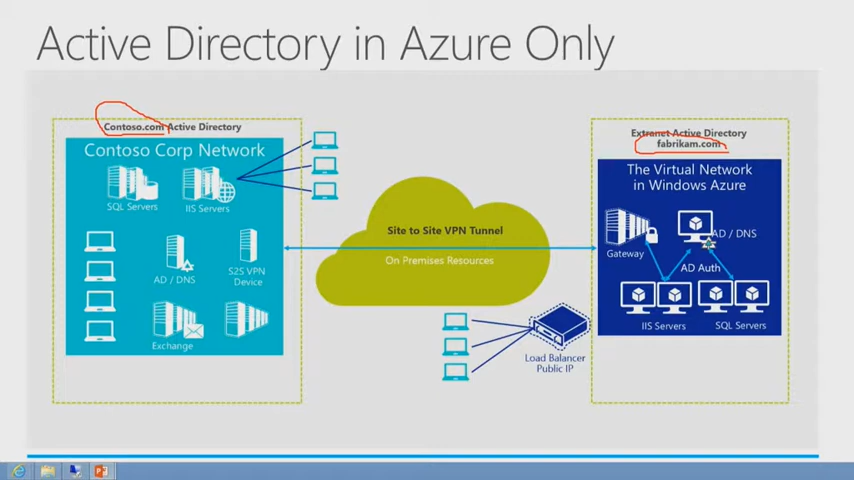 Active Directory in Azure Only
Contoso.com Active Directory
Contoso Corp Network
SQL Servers
IIS Servers
AD / DNS
S2S VPN
Device
Exchange
Site to Site VPN Tunnel
On Premises Resources
Load Balancer
Public IP
Extranet Active Directory
fabrikam.com
The Virtual Network
in Windows Azure
Gateway
AD / DNS
AD Auth
IIS Servers
SQL Servers